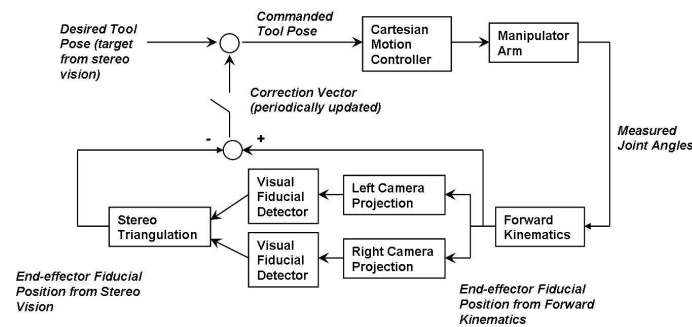 Desired Tool
Pose (target
from stereo
vision)
Commanded
Tool Pose
Cartesian
Motion
Controller
Manipulator
Arm
Correction Vector
(periodically updated)
Measured
Joint Angles
-
+
Visual
Fiducial
Detector
Left Camera
Projection
Stereo
Triangulation
Forward
Kinematics
Visual
Fiducial
Detector
Right Camera
Projection
End-effector Fiducial
Position from Stereo
Vision
End-effector Fiducial
Position from Forward
Kinematics